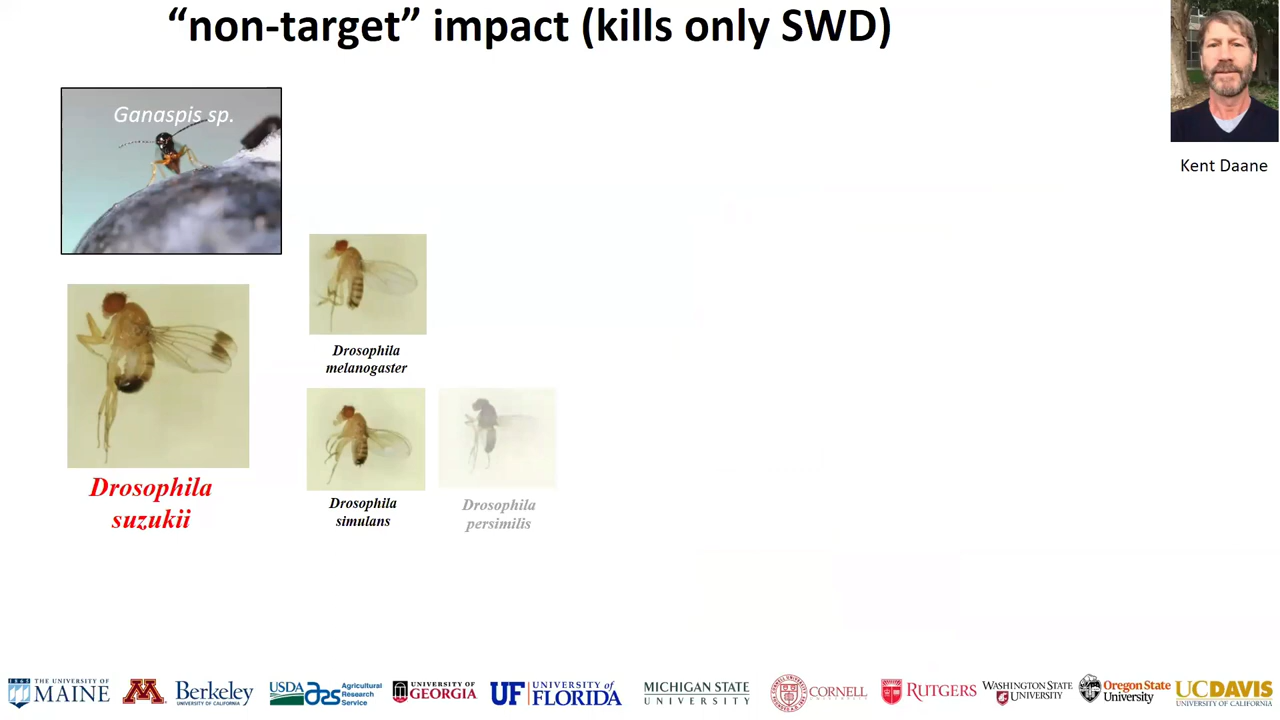 “non-target” impact (kills only SWD)
Kent Daane
Ganaspis sp.
Drosophila
melanogaster
Drosophila
suzukii
Drosophila
simulans
Drosophila
persimilis
THE UNIVERSITY OF
MAINE
M
Berkeley
UNIVERSITY OF CALIFORNIA
USDA
ars
Agricultural
Research
Service
UNIVERSITY OF
GEORGIA
UF
UNIVERSITY of
FLORIDA
MICHIGAN STATE
UNIVERSITY
CORNELL
RUTGERS
WASHINGTON STATE
UNIVERSITY
Oregon State
University
UCDAVIS
UNIVERSITY OF CALIFORNIA